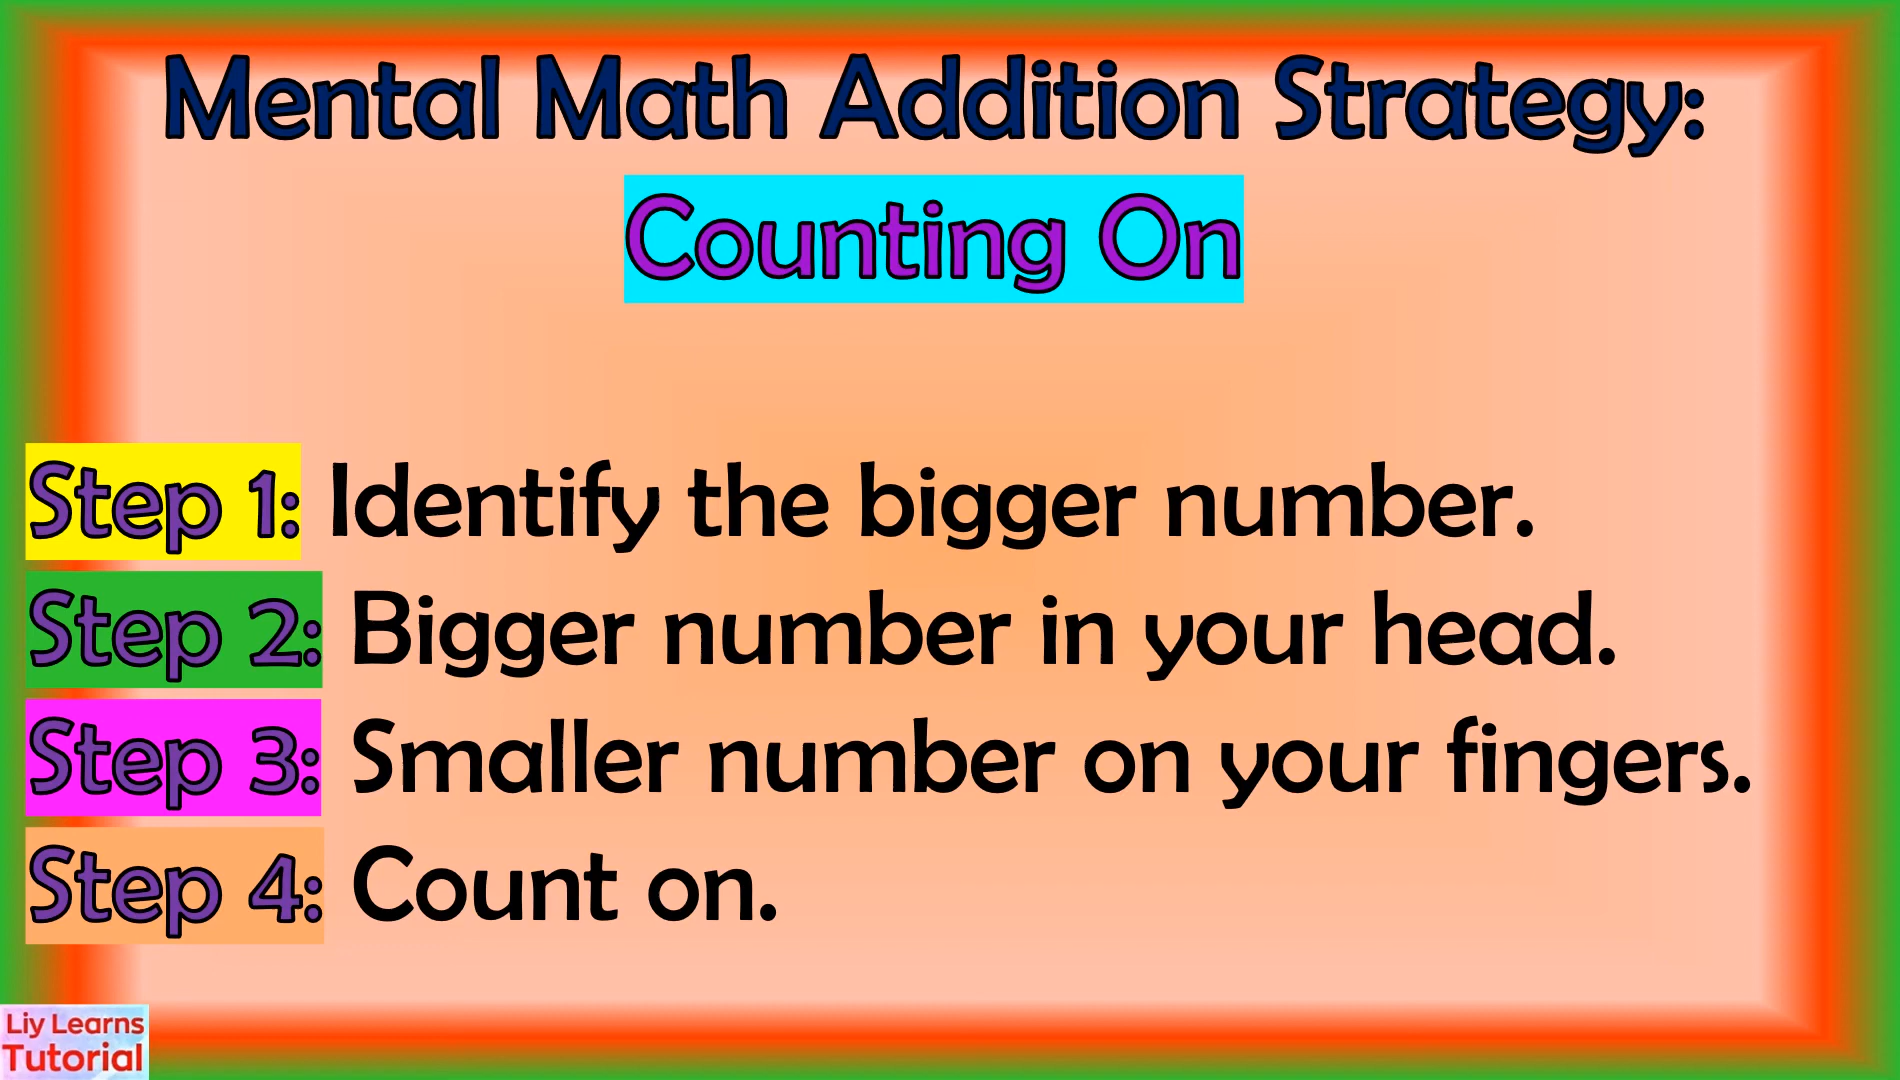 Mental Math Addition Strategy:
Counting On
Step 1: Identify the bigger number.
Step 2: Bigger number in your head.
Step 3: Smaller number on your fingers.
Step 4: Count on.
Liy Learns
Tutorial